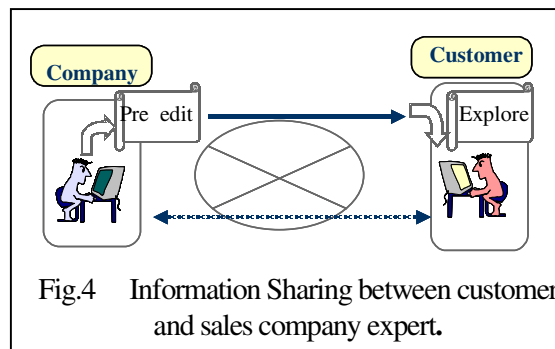 Company
Customer
Pre edit
Explore
Fig.4 Information Sharing between customer
and sales company expert.